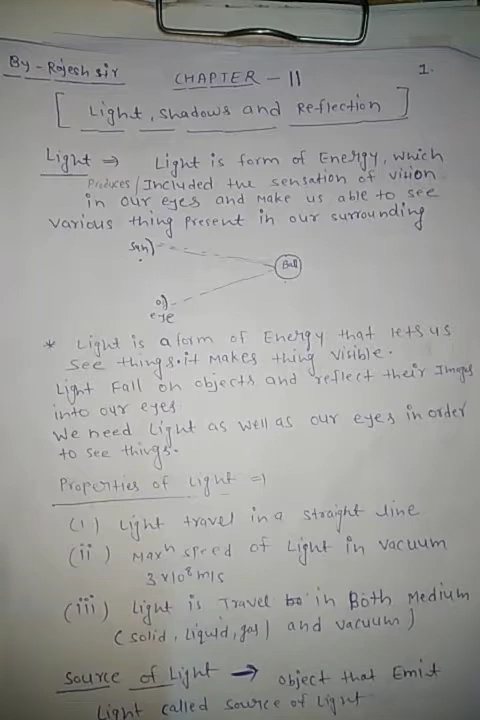 By - Rojesh sir
CHAPTER - 11
1.
[ Light, shadows and Reflection ]
Light ⇒ Light is form of Energy, which
Produces / Included the sensation of vision
in our eyes and make us able to see
various thing present in our surrounding
sun
Ball
eye
* Light is a form of Energy that lets us
see things. it makes thing visible.
Light Fall on objects and reflect their Images
into our eyes
We need Light as well as our eyes in order
to see things.
Properties of Light ⇒
(i) Light travel in a straight line
(ii) Maxⁿ speed of Light in vacuum
3 x 10⁸ m/s
(iii) Light is Travel in Both Medium
(solid, Liquid, gas) and vacuum)
Source of Light → object that Emit
Light called source of Light